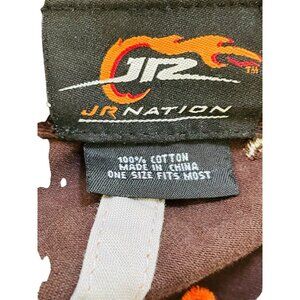 JR
TM
JR NATION
100% COTTON
MADE IN CHINA
ONE SIZE FITS MOST